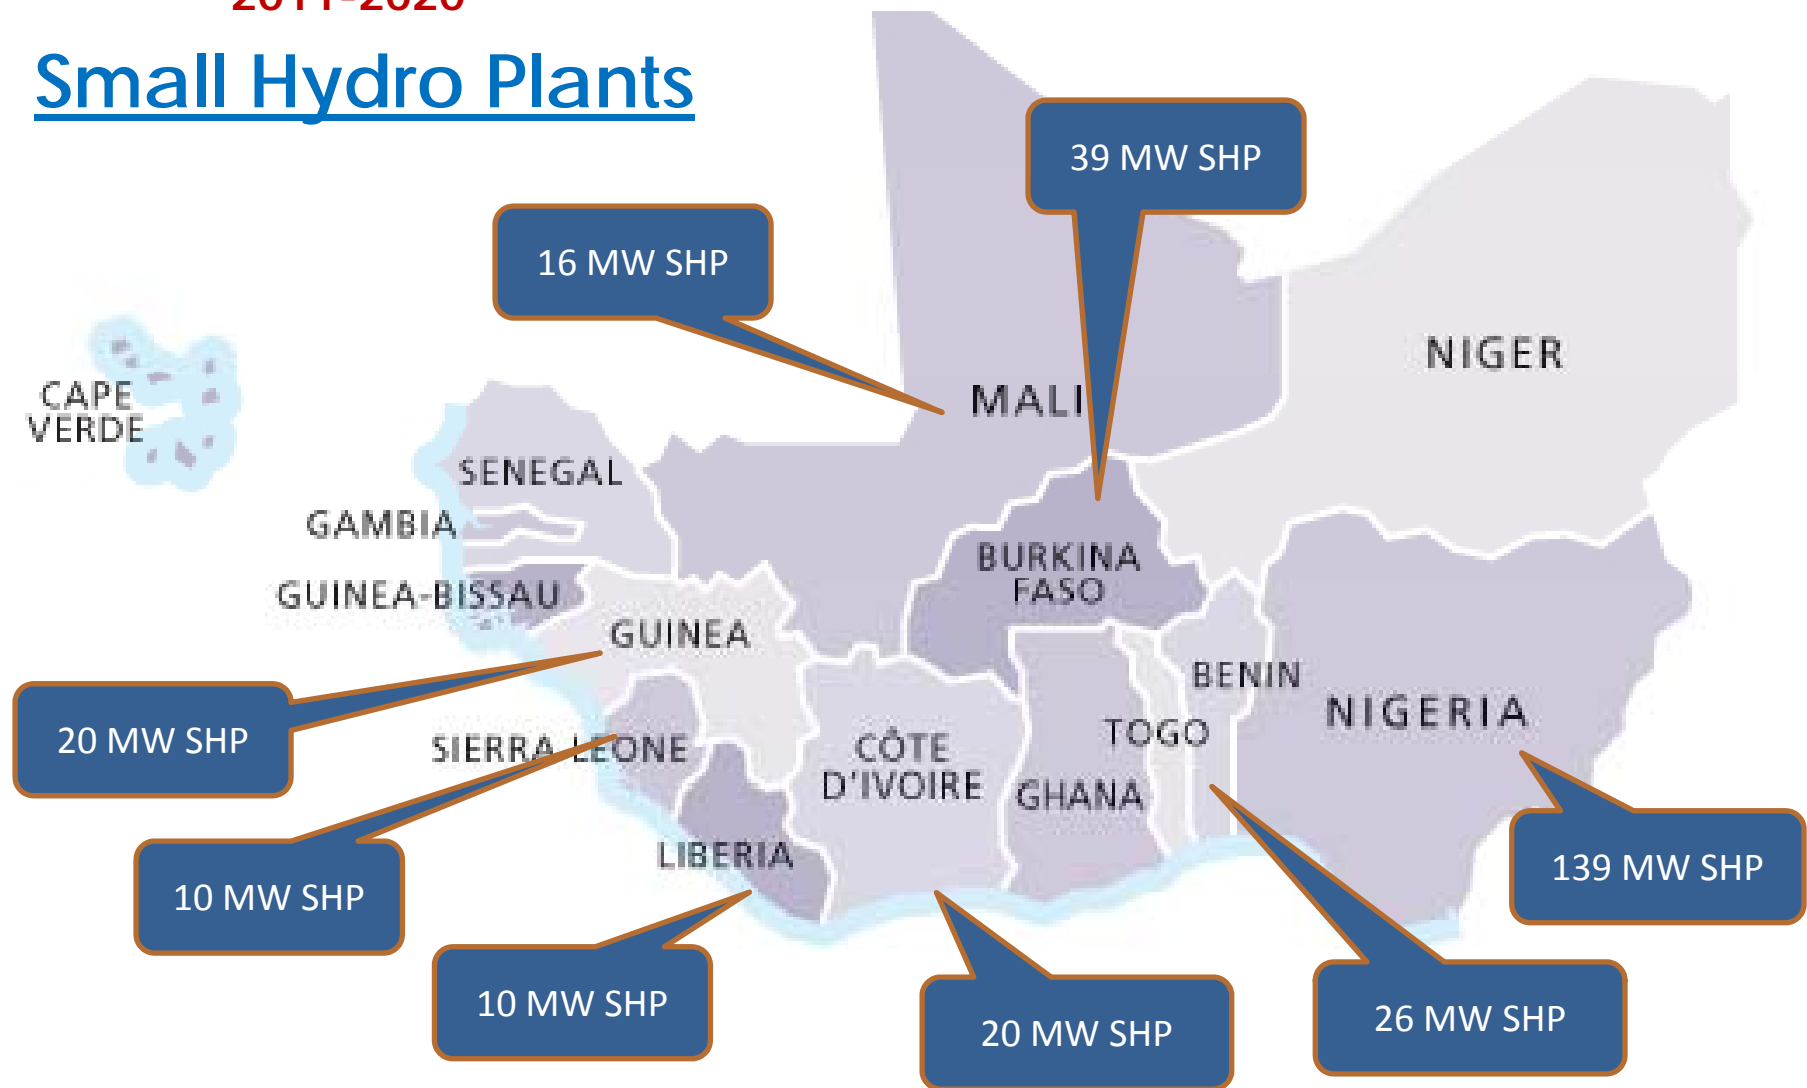 2011-2020
Small Hydro Plants
39 MW SHP
16 MW SHP
NIGER
MALI
CAPE
VERDE
SENEGAL
GAMBIA
BURKINA
FASO
GUINEA-BISSAU
GUINEA
BENIN
NIGERIA
20 MW SHP
SIERRA LEONE
CÔTE
D'IVOIRE
TOGO
GHANA
LIBERIA
139 MW SHP
10 MW SHP
10 MW SHP
20 MW SHP
26 MW SHP